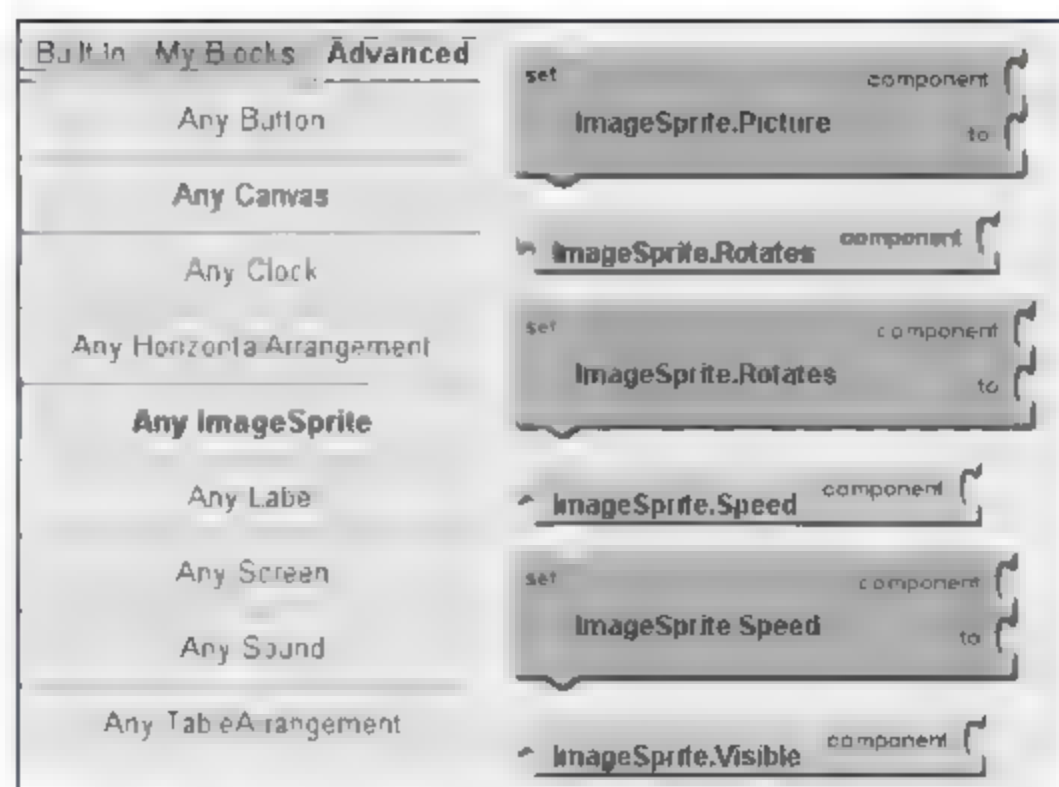 Built-In My Blocks Advanced
Any Button
Any Canvas
Any Clock
Any HorizontalArrangement
Any ImageSprite
Any Label
Any Screen
Any Sound
Any TableArrangement
set component
ImageSprite.Picture
to
ImageSprite.Rotates component
set component
ImageSprite.Rotates
to
ImageSprite.Speed component
set component
ImageSprite.Speed
to
ImageSprite.Visible component